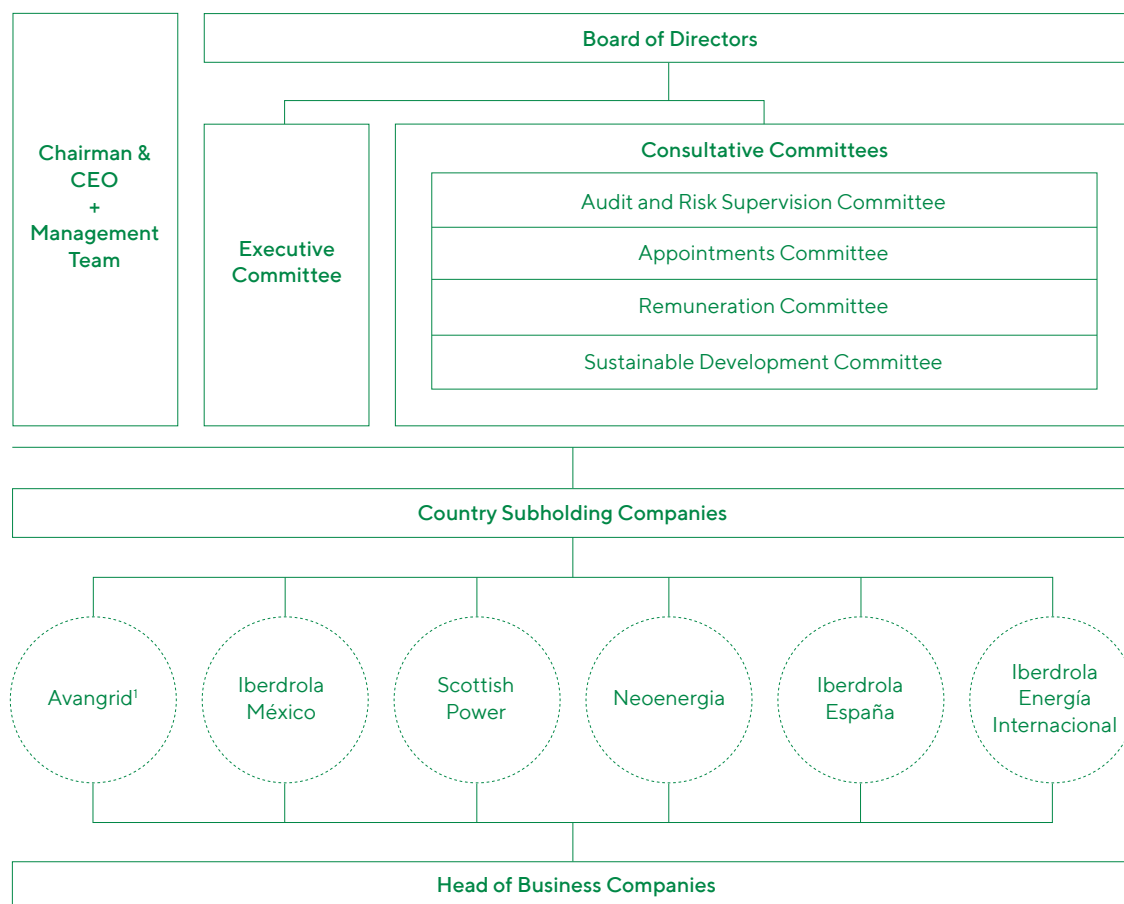 Board of Directors
Chairman &
CEO
+
Management
Team
Executive
Committee
Consultative Committees
Audit and Risk Supervision Committee
Appointments Committee
Remuneration Committee
Sustainable Development Committee
Country Subholding Companies
Avangrid¹
Iberdrola
México
Scottish
Power
Neoenergia
Iberdrola
España
Iberdrola
Energía
Internacional
Head of Business Companies